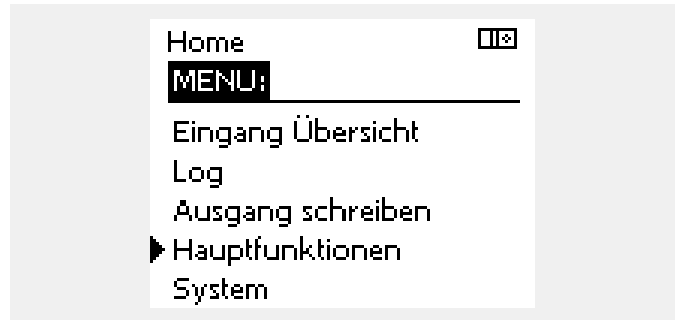 Home
MENU:
Eingang Übersicht
Log
Ausgang schreiben
Hauptfunktionen
System